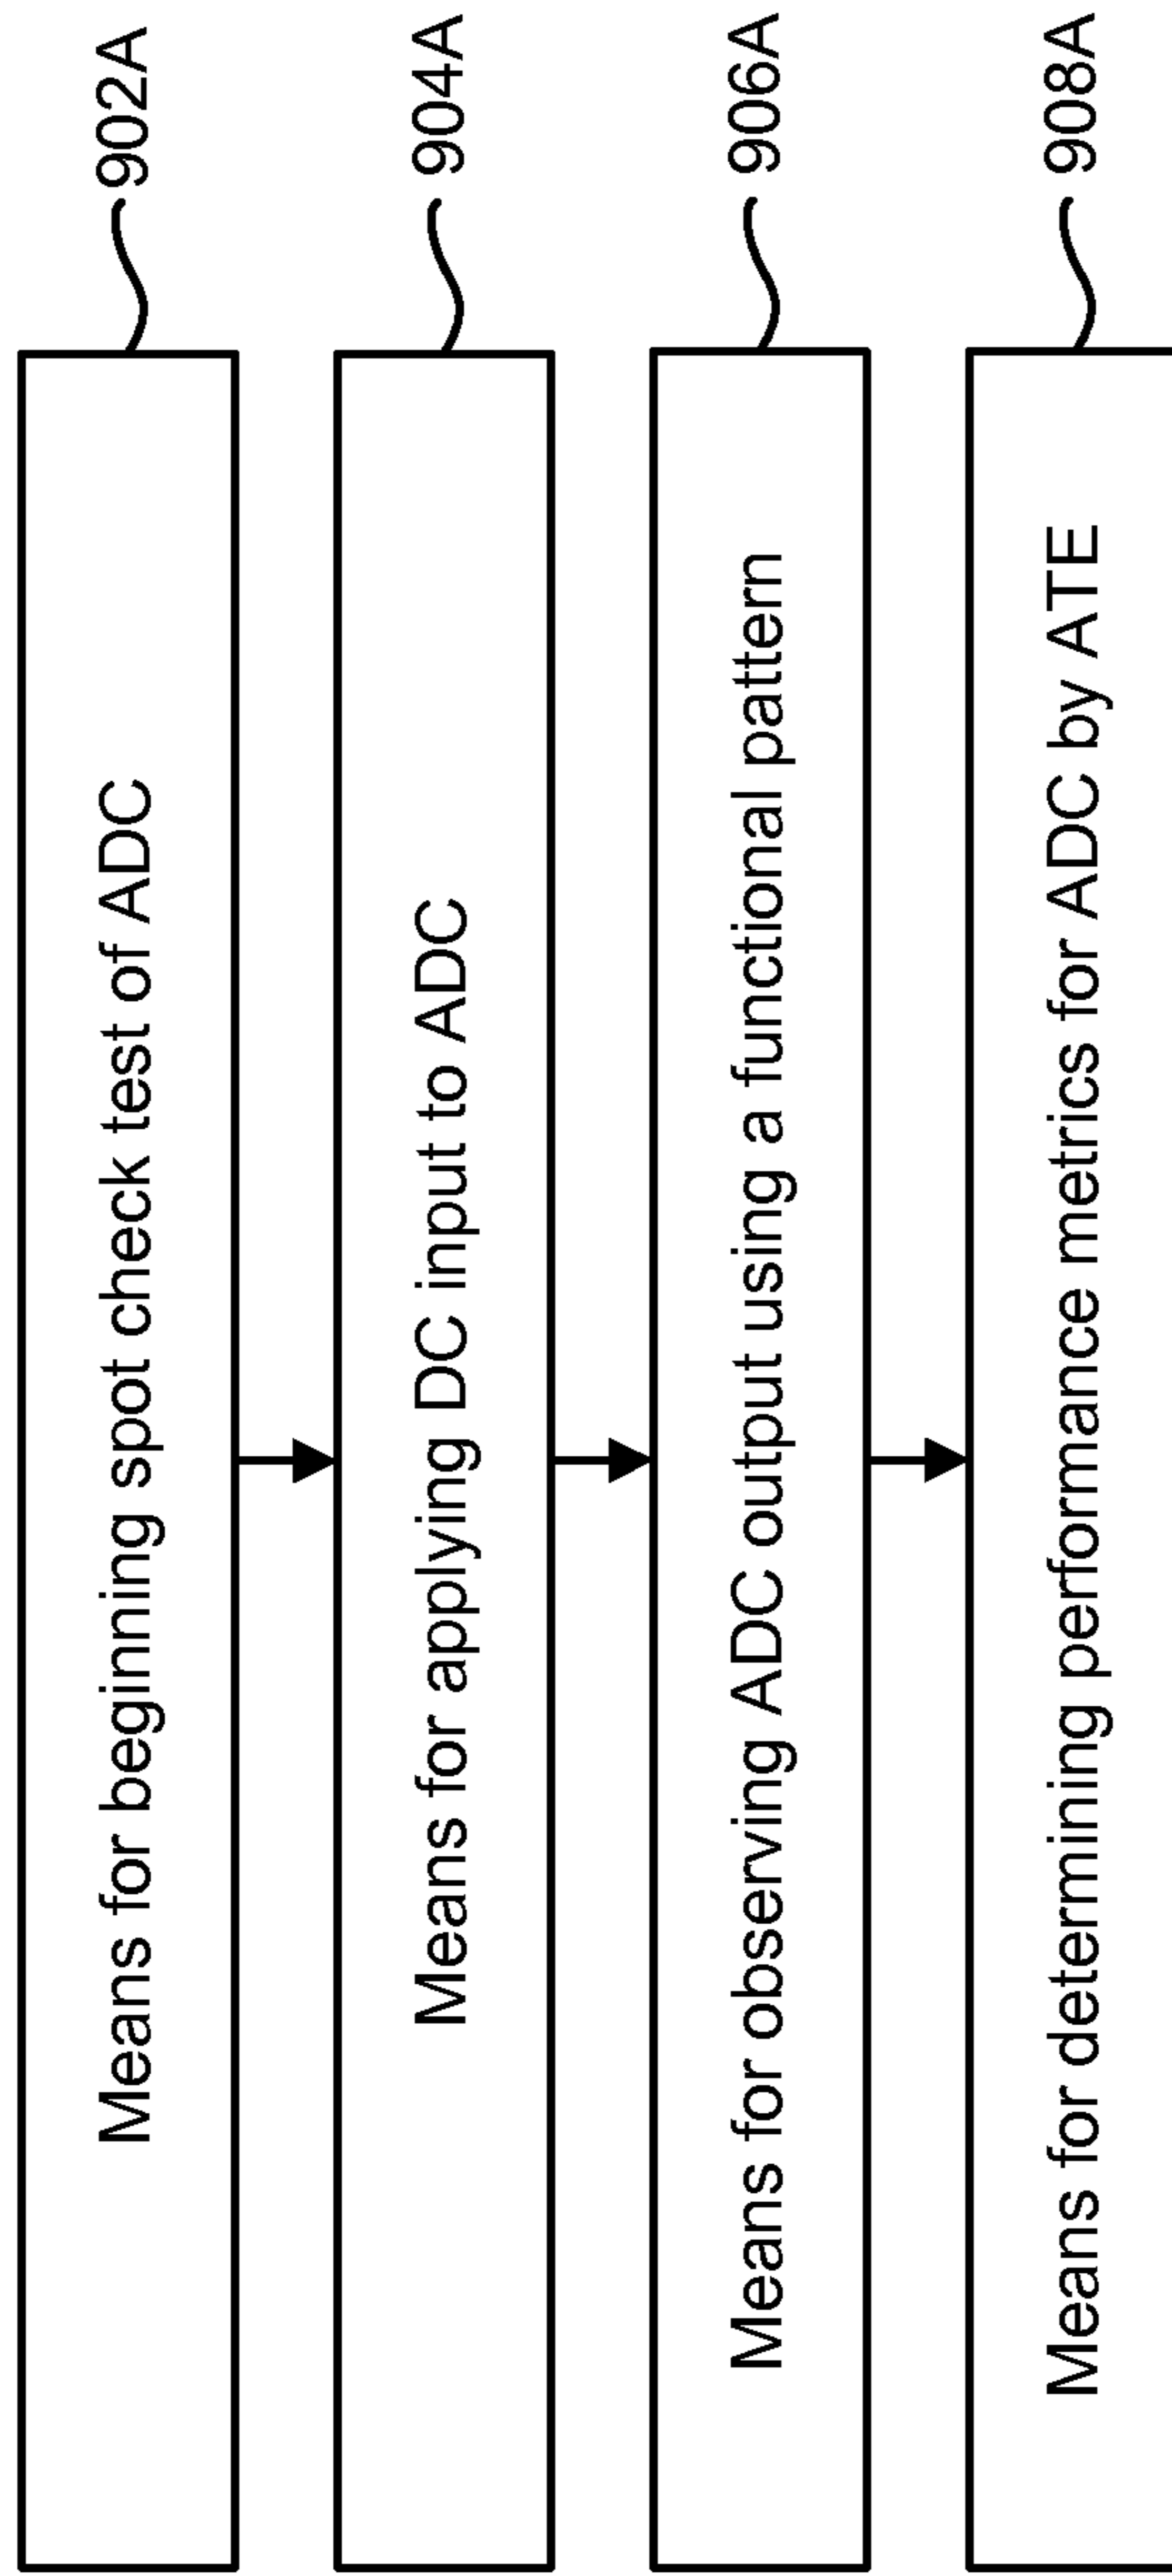 Means for beginning spot check test of ADC
902A
Means for applying DC input to ADC
904A
Means for observing ADC output using a functional pattern
906A
Means for determining performance metrics for ADC by ATE
908A